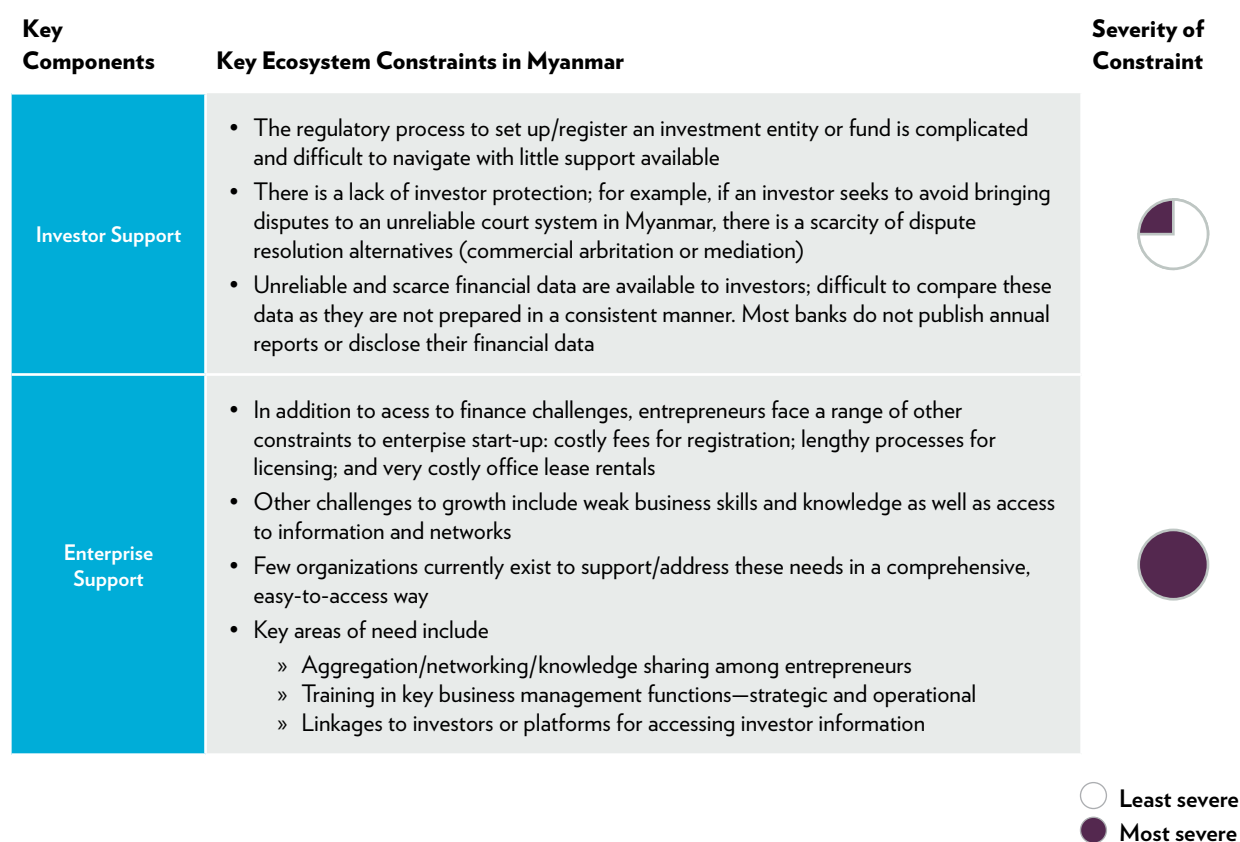 Key
Components
Key Ecosystem Constraints in Myanmar
Severity of
Constraint
Investor Support
• The regulatory process to set up/register an investment entity or fund is complicated
and difficult to navigate with little support available
• There is a lack of investor protection; for example, if an investor seeks to avoid bringing
disputes to an unreliable court system in Myanmar, there is a scarcity of dispute
resolution alternatives (commercial arbritation or mediation)
• Unreliable and scarce financial data are available to investors; difficult to compare these
data as they are not prepared in a consistent manner. Most banks do not publish annual
reports or disclose their financial data
Enterprise
Support
• In addition to acess to finance challenges, entrepreneurs face a range of other
constraints to enterpise start-up: costly fees for registration; lengthy processes for
licensing; and very costly office lease rentals
• Other challenges to growth include weak business skills and knowledge as well as access
to information and networks
• Few organizations currently exist to support/address these needs in a comprehensive,
easy-to-access way
• Key areas of need include
» Aggregation/networking/knowledge sharing among entrepreneurs
» Training in key business management functions—strategic and operational
» Linkages to investors or platforms for accessing investor information
Least severe
Most severe